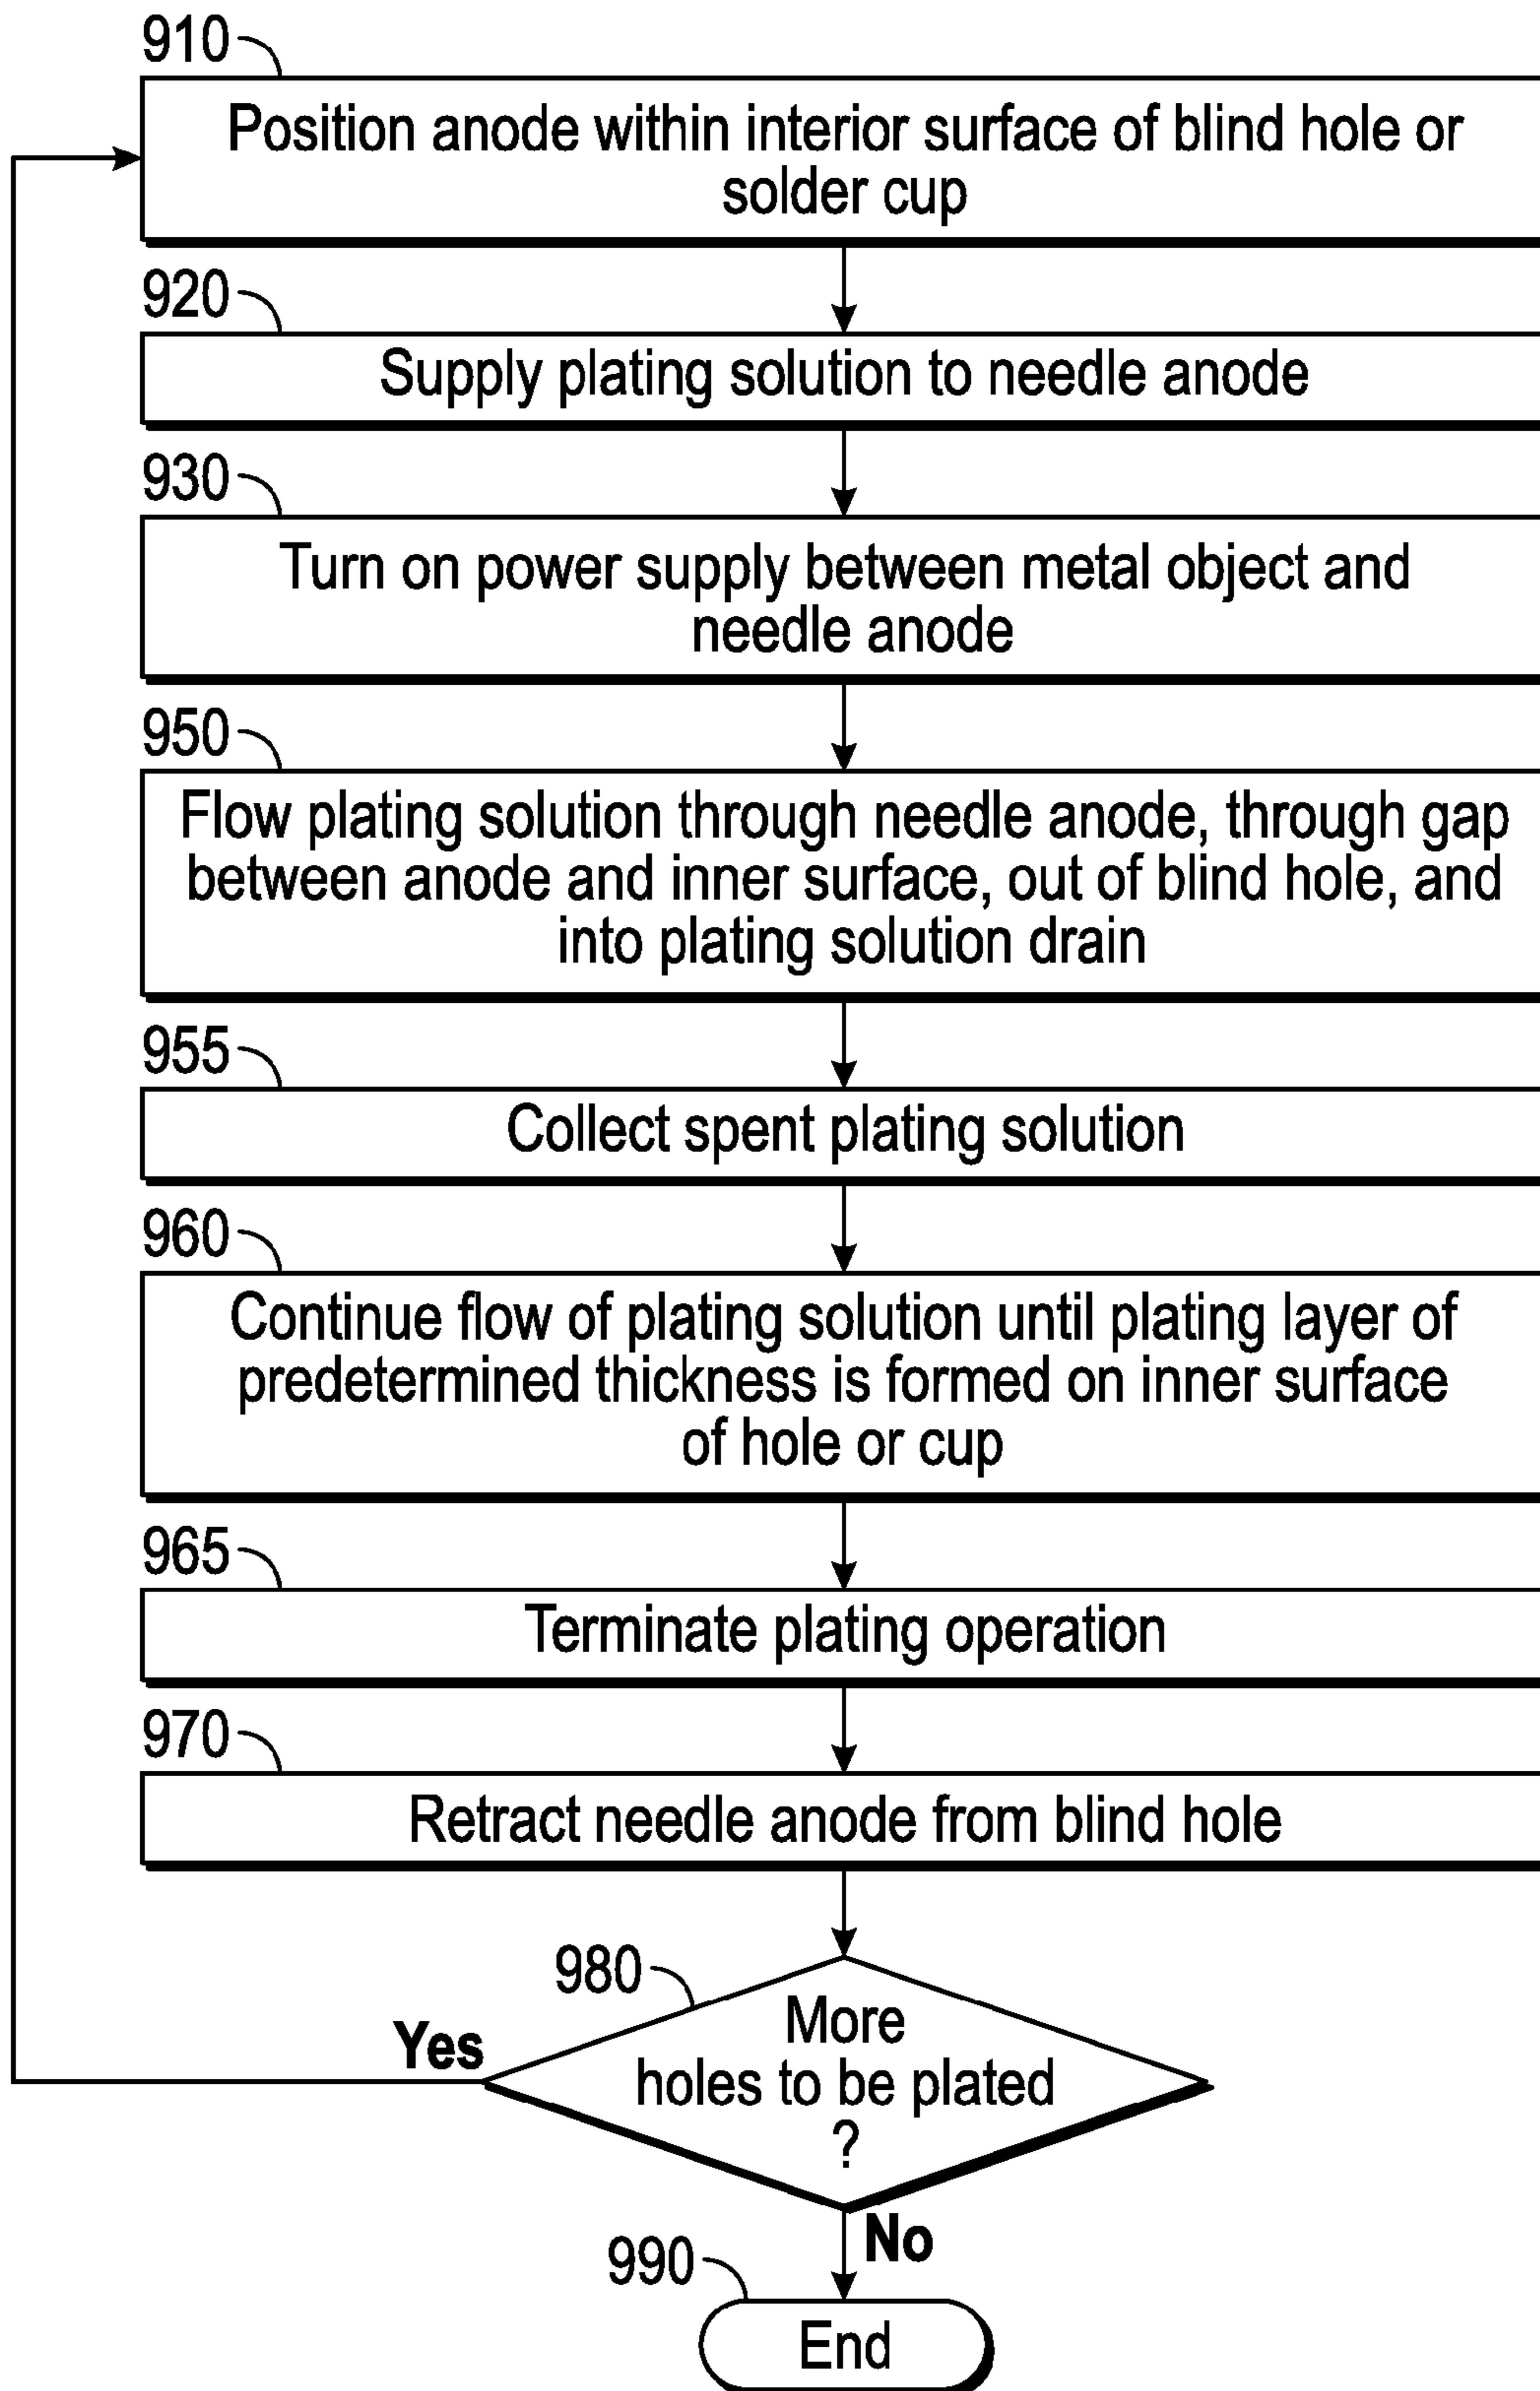 910
Position anode within interior surface of blind hole or
solder cup
920
Supply plating solution to needle anode
930
Turn on power supply between metal object and
needle anode
950
Flow plating solution through needle anode, through gap
between anode and inner surface, out of blind hole, and
into plating solution drain
955
Collect spent plating solution
960
Continue flow of plating solution until plating layer of
predetermined thickness is formed on inner surface
of hole or cup
965
Terminate plating operation
970
Retract needle anode from blind hole
980
More
holes to be plated
?
Yes
No
990
End